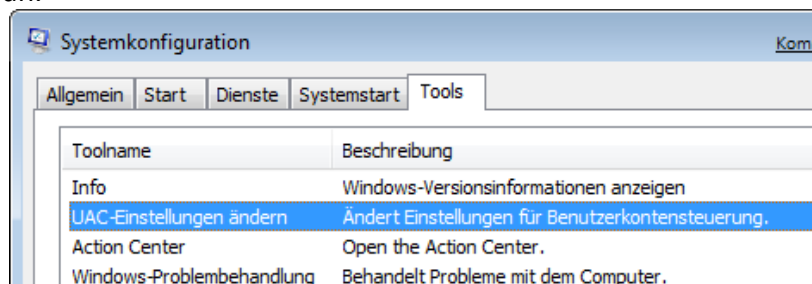 Systemkonfiguration Kom
Allgemein Start Dienste Systemstart Tools
Toolname Beschreibung
Info Windows-Versionsinformationen anzeigen
UAC-Einstellungen ändern Ändert Einstellungen für Benutzerkontensteuerung.
Action Center Open the Action Center.
Windows-Problembehandlung Behandelt Probleme mit dem Computer.